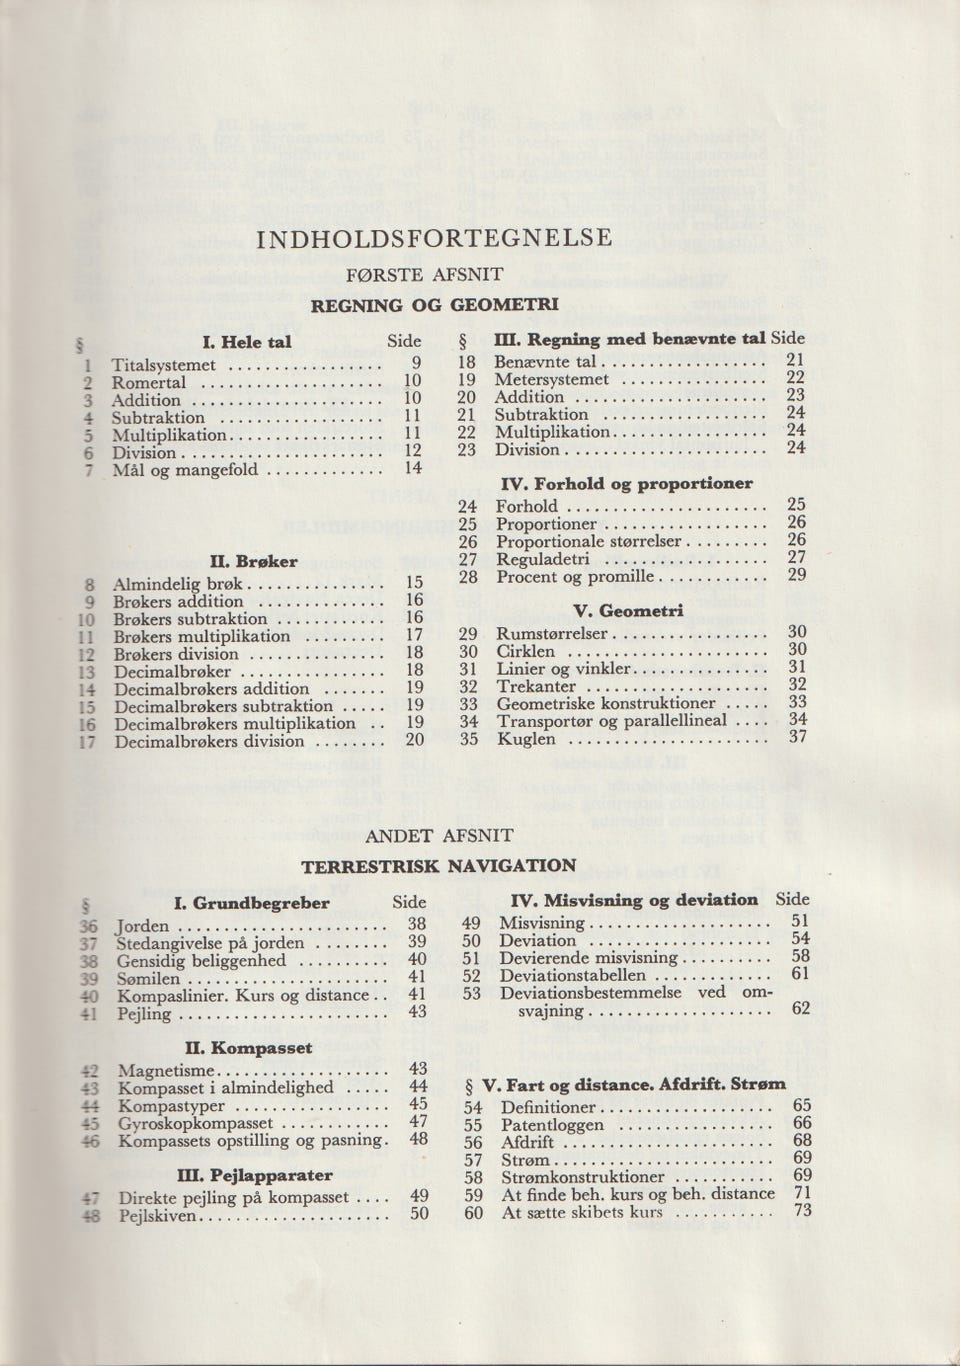 INDHOLDSFORTEGNELSE
FØRSTE AFSNIT
REGNING OG GEOMETRI
§ I. Hele tal Side
1 Titalsystemet ................. 9
2 Romertal .................... 10
3 Addition ..................... 10
4 Subtraktion .................. 11
5 Multiplikation................. 11
6 Division...................... 12
7 Mål og mangefold ............. 14
II. Brøker
8 Almindelig brøk............... 15
9 Brøkers addition .............. 16
10 Brøkers subtraktion ............ 16
11 Brøkers multiplikation ......... 17
12 Brøkers division ............... 18
13 Decimalbrøker ................ 18
14 Decimalbrøkers addition ....... 19
15 Decimalbrøkers subtraktion ..... 19
16 Decimalbrøkers multiplikation .. 19
17 Decimalbrøkers division ........ 20
§ III. Regning med benævnte tal Side
18 Benævnte tal.................. 21
19 Metersystemet ................ 22
20 Addition ..................... 23
21 Subtraktion .................. 24
22 Multiplikation................. 24
23 Division...................... 24
IV. Forhold og proportioner
24 Forhold ...................... 25
25 Proportioner .................. 26
26 Proportionale størrelser......... 26
27 Reguladetri .................. 27
28 Procent og promille............ 29
V. Geometri
29 Rumstørrelser................. 30
30 Cirklen ...................... 30
31 Linier og vinkler............... 31
32 Trekanter .................... 32
33 Geometriske konstruktioner ..... 33
34 Transportør og parallellineal .... 34
35 Kuglen ...................... 37
ANDET AFSNIT
TERRESTRISK NAVIGATION
§ I. Grundbegreber Side
36 Jorden ....................... 38
37 Stedangivelse på jorden ........ 39
38 Gensidig beliggenhed .......... 40
39 Sømilen ...................... 41
40 Kompaslinier. Kurs og distance.. 41
41 Pejling ....................... 43
II. Kompasset
42 Magnetisme................... 43
43 Kompasset i almindelighed ..... 44
44 Kompastyper ................. 45
45 Gyroskopkompasset ............ 47
46 Kompassets opstilling og pasning. 48
III. Pejlapparater
47 Direkte pejling på kompasset .... 49
48 Pejlskiven..................... 50
IV. Misvisning og deviation Side
49 Misvisning.................... 51
50 Deviation .................... 54
51 Devierende misvisning.......... 58
52 Deviationstabellen ............. 61
53 Deviationsbestemmelse ved om-
svajning.................... 62
§ V. Fart og distance. Afdrift. Strøm
54 Definitioner................... 65
55 Patentloggen ................. 66
56 Afdrift ....................... 68
57 Strøm........................ 69
58 Strømkonstruktioner ........... 69
59 At finde beh. kurs og beh. distance 71
60 At sætte skibets kurs ........... 73